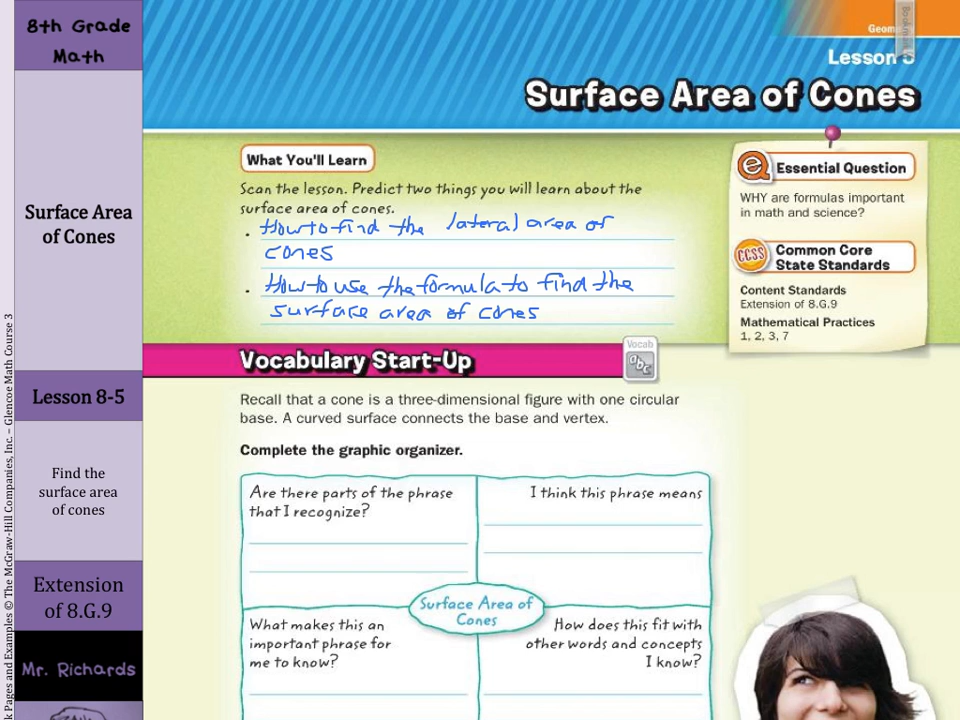 8th Grade
Math
Surface Area
of Cones
Lesson 8-5
Find the
surface area
of cones
Extension
of 8.G.9
Mr. Richards
k Pages and Examples © The McGraw-Hill Companies, Inc. – Glencoe Math Course 3
Lesson
Surface Area of Cones
What You'll Learn
Scan the lesson. Predict two things you will learn about the
surface area of cones.
• How to find the lateral area of
cones
• How to use the formula to find the
surface area of cones
e Essential Question
WHY are formulas important
in math and science?
CCSS Common Core
State Standards
Content Standards
Extension of 8.G.9
Mathematical Practices
1, 2, 3, 7
Vocabulary Start-Up
Vocab
abc
Recall that a cone is a three-dimensional figure with one circular
base. A curved surface connects the base and vertex.
Complete the graphic organizer.
Are there parts of the phrase
that I recognize?
I think this phrase means
Surface Area of
Cones
What makes this an
important phrase for
me to know?
How does this fit with
other words and concepts
I know?